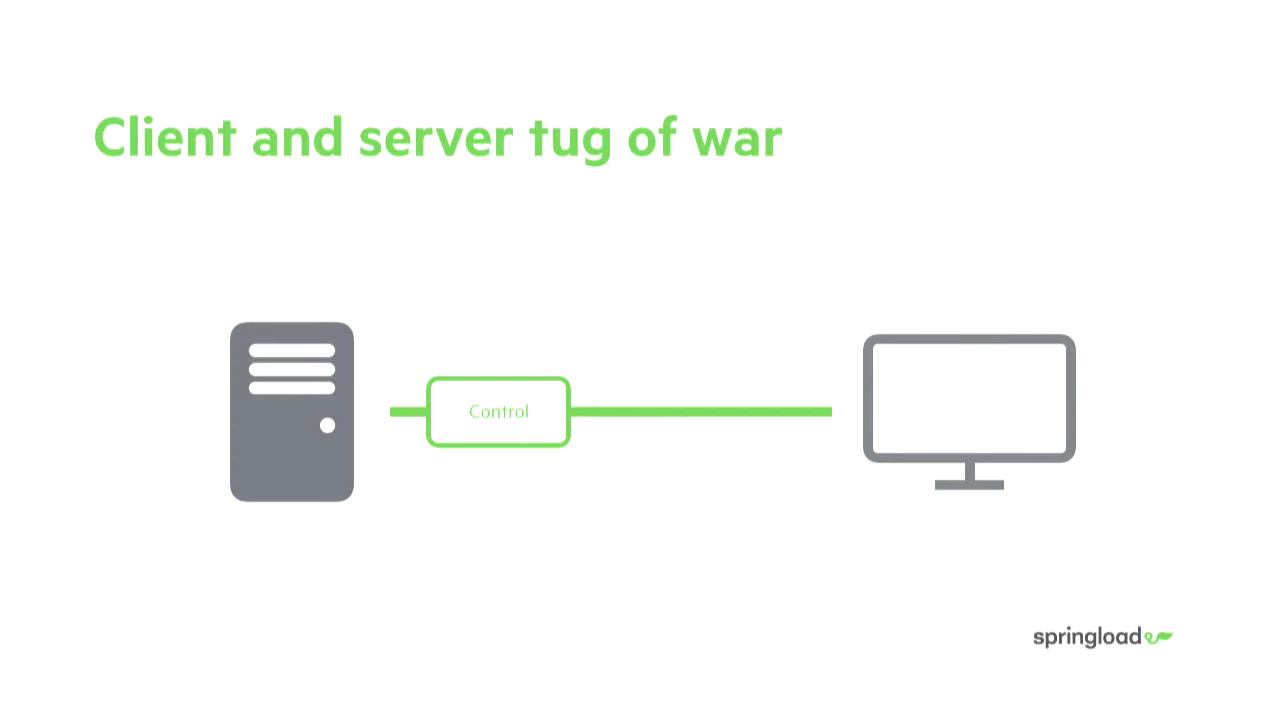 Client and server tug of war
Control
springload